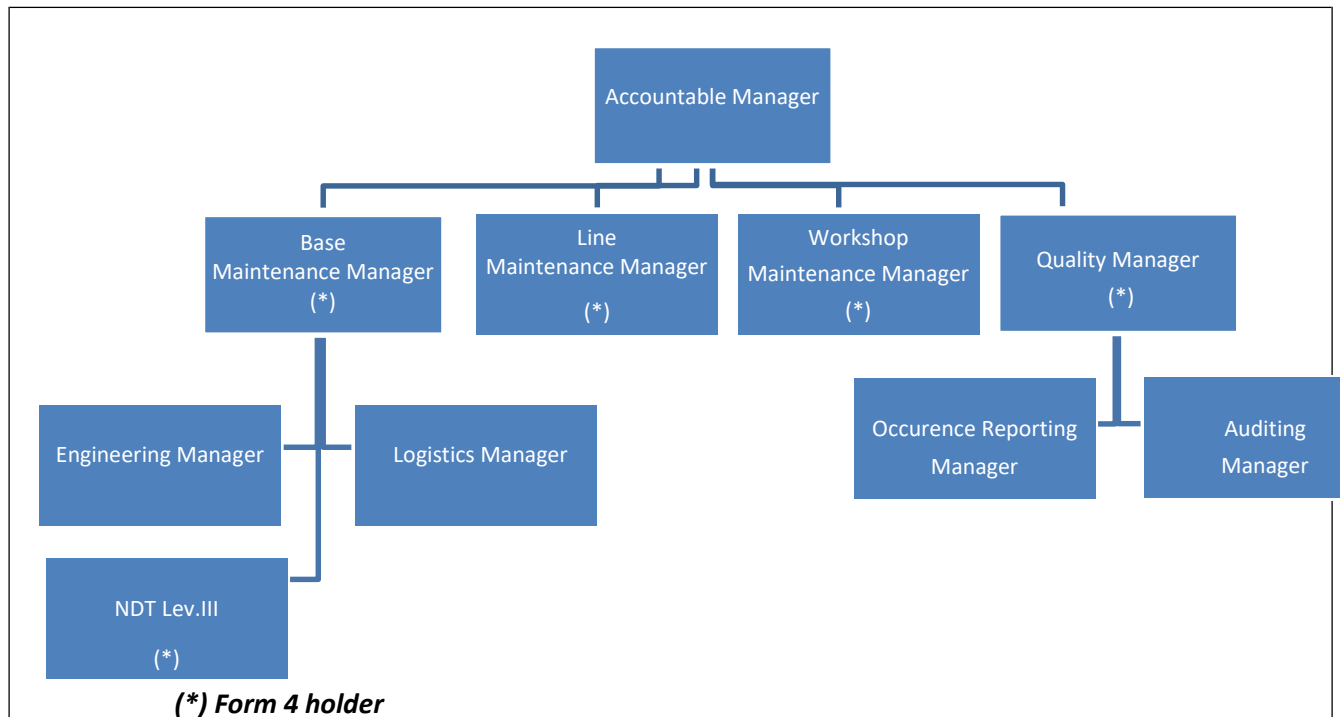 Accountable Manager
Base
Maintenance Manager
(*)
Line
Maintenance Manager
(*)
Workshop
Maintenance Manager
(*)
Quality Manager
(*)
Engineering Manager
Logistics Manager
Occurence Reporting
Manager
Auditing
Manager
NDT Lev.III
(*)
(*) Form 4 holder